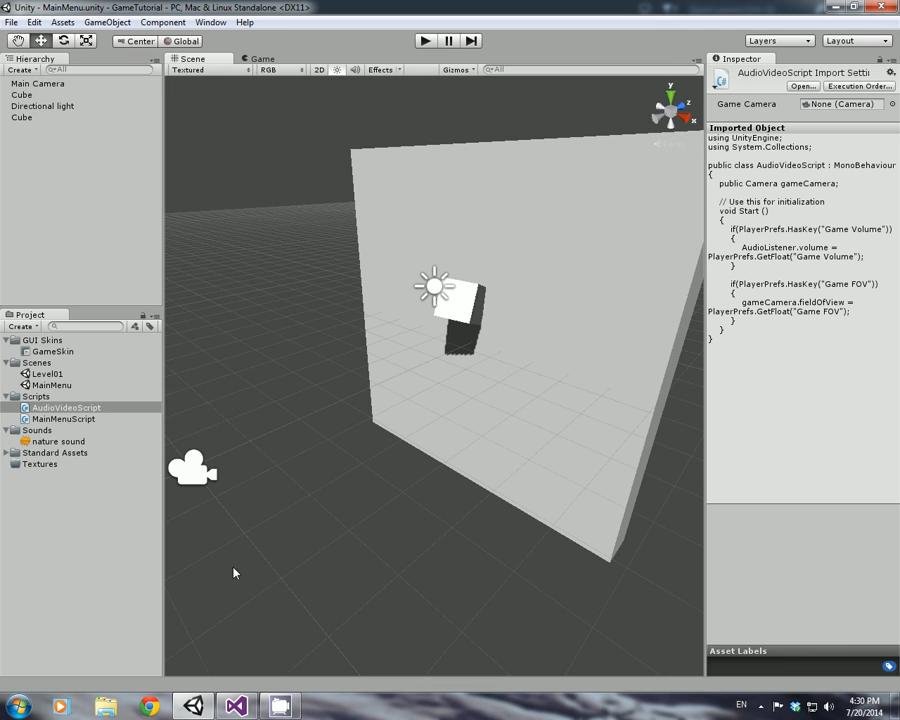 Unity - MainMenu.unity - GameTutorial - PC, Mac & Linux Standalone <DX11>
File Edit Assets GameObject Component Window Help
Center Global Layers Layout
Hierarchy
Create All
Main Camera
Cube
Directional light
Cube
Scene Game
Textured RGB 2D Effects Gizmos All
y
z
x
Project
Create
GUI Skins
GameSkin
Scenes
Level01
MainMenu
Scripts
AudioVideoScript
MainMenuScript
Sounds
nature sound
Standard Assets
Textures
Inspector
AudioVideoScript Import Setti
Open... Execution Order...
Game Camera None (Camera)
Imported Object
using UnityEngine;
using System.Collections;
public class AudioVideoScript : MonoBehaviour
{
public Camera gameCamera;
// Use this for initialization
void Start ()
{
if(PlayerPrefs.HasKey("Game Volume"))
{
AudioListener.volume =
PlayerPrefs.GetFloat("Game Volume");
}
if(PlayerPrefs.HasKey("Game FOV"))
{
gameCamera.fieldOfView =
PlayerPrefs.GetFloat("Game FOV");
}
}
}
Asset Labels
EN
4:30 PM
7/20/2014